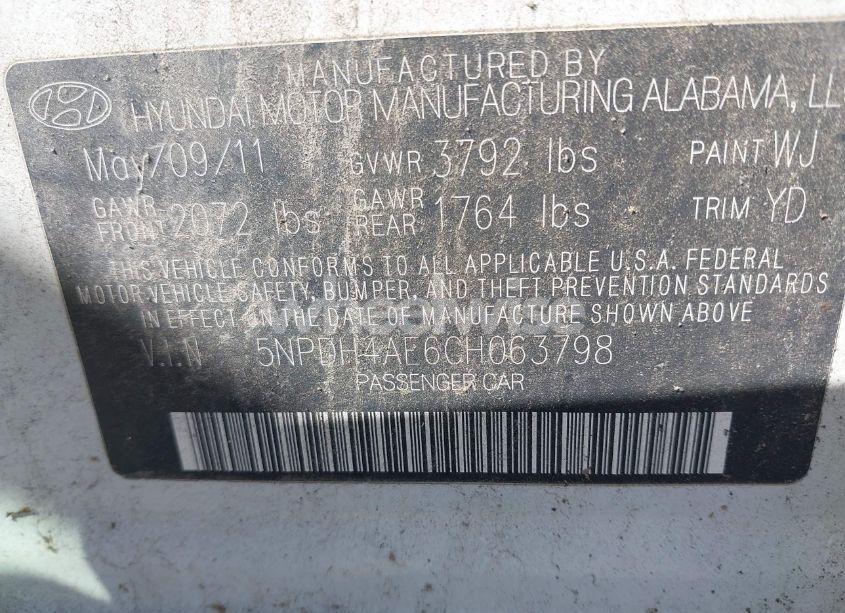 MANUFACTURED BY
HYUNDAI MOTOR MANUFACTURING ALABAMA, LLC
May/09/11 GVWR 3792 lbs PAINT WJ
GAWR FRONT 2072 lbs GAWR REAR 1764 lbs TRIM YD
THIS VEHICLE CONFORMS TO ALL APPLICABLE U.S.A. FEDERAL
MOTOR VEHICLE SAFETY, BUMPER, AND THEFT PREVENTION STANDARDS
IN EFFECT ON THE DATE OF MANUFACTURE SHOWN ABOVE
V.I.N 5NPDH4AE6CH063798
PASSENGER CAR